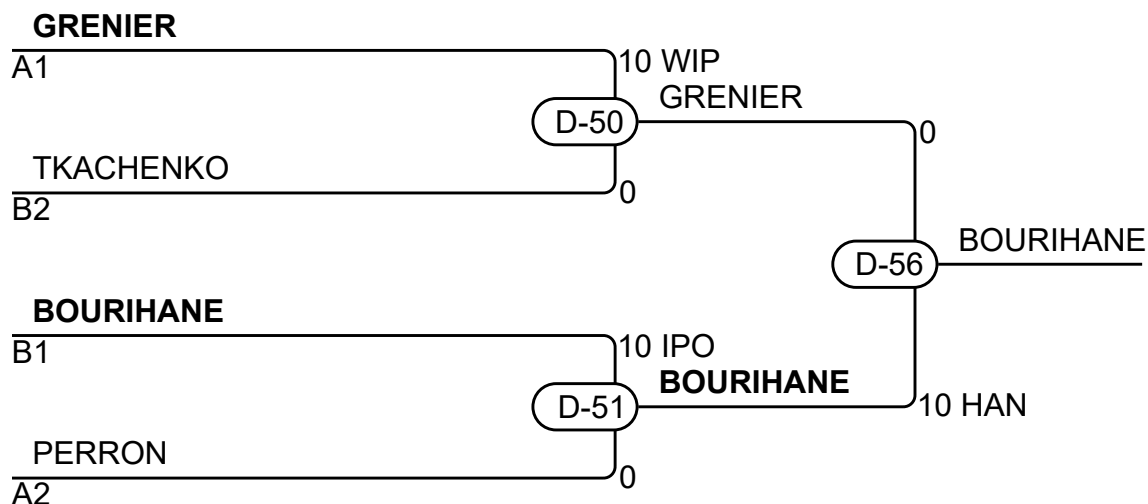 GRENIER
A1
10 WIP
GRENIER
D-50
0
TKACHENKO
B2
0
D-56
BOURIHANE
BOURIHANE
B1
10 IPO
BOURIHANE
D-51
10 HAN
PERRON
A2
0